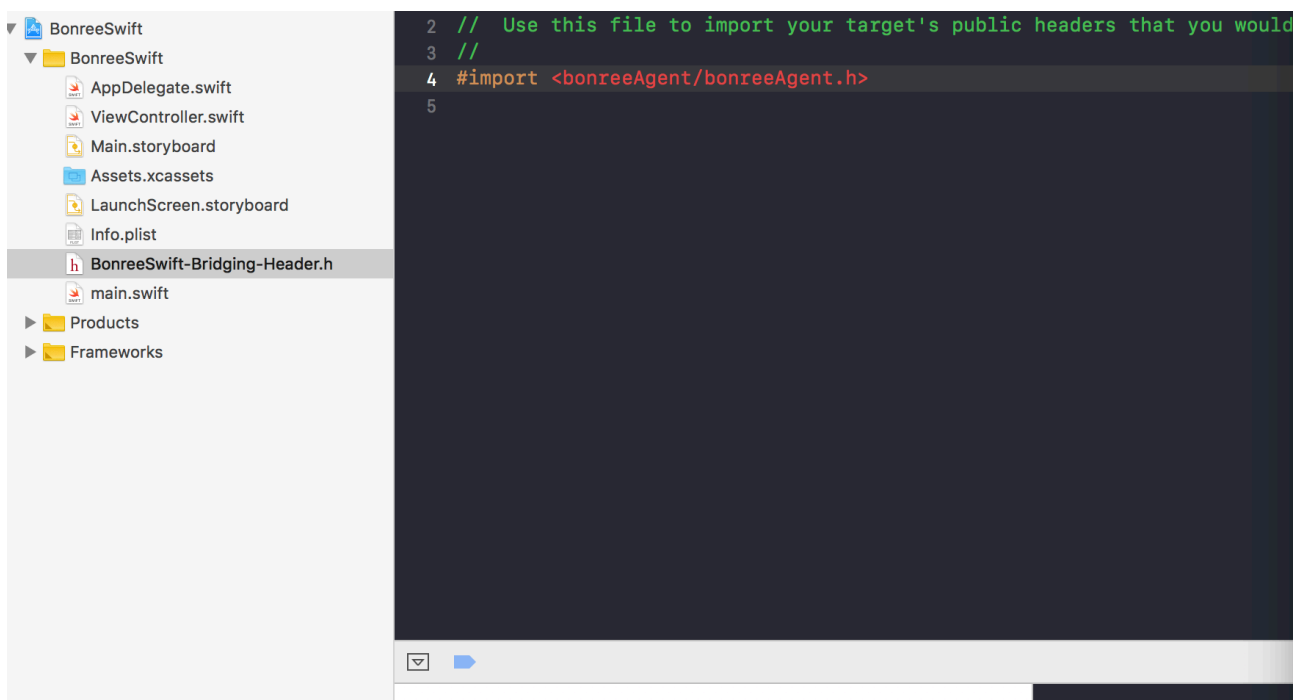 BonreeSwift
BonreeSwift
AppDelegate.swift
ViewController.swift
Main.storyboard
Assets.xcassets
LaunchScreen.storyboard
Info.plist
BonreeSwift-Bridging-Header.h
main.swift
Products
Frameworks
2 // Use this file to import your target's public headers that you would
3 //
4 #import <bonreeAgent/bonreeAgent.h>
5